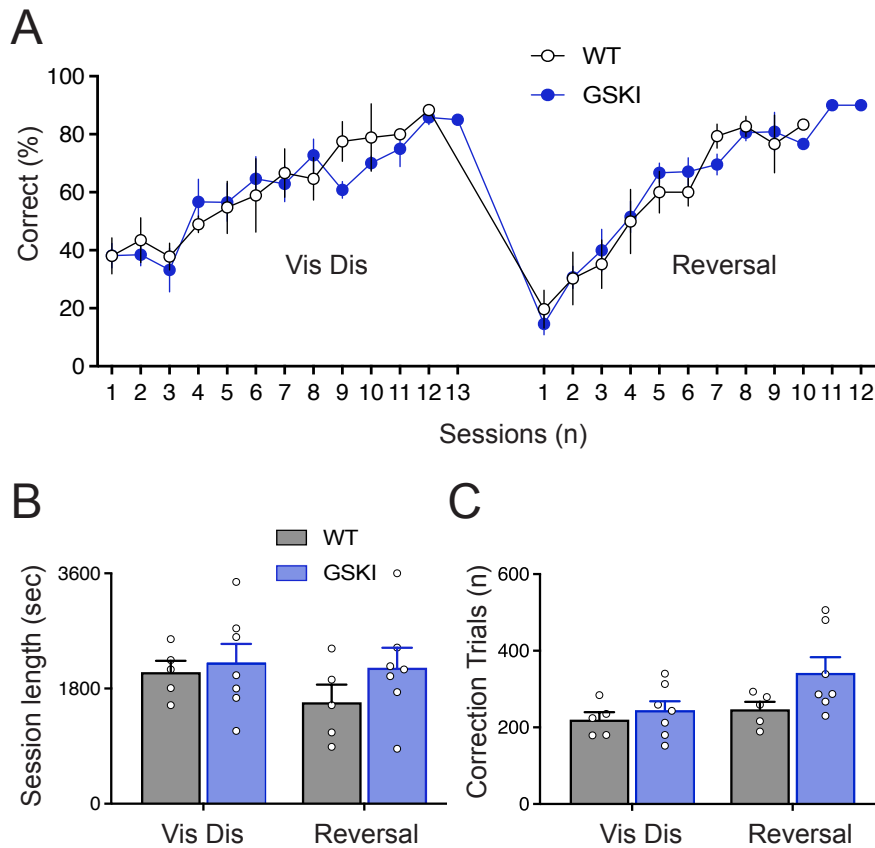 A
WT
GSKI
100
80
60
40
20
0
Correct (%)
Vis Dis
Reversal
1 2 3 4 5 6 7 8 9 10 11 12 13
1 2 3 4 5 6 7 8 9 10 11 12
Sessions (n)
B
WT
GSKI
3600
1800
0
Session length (sec)
Vis Dis
Reversal
C
600
400
200
0
Correction Trials (n)
Vis Dis
Reversal